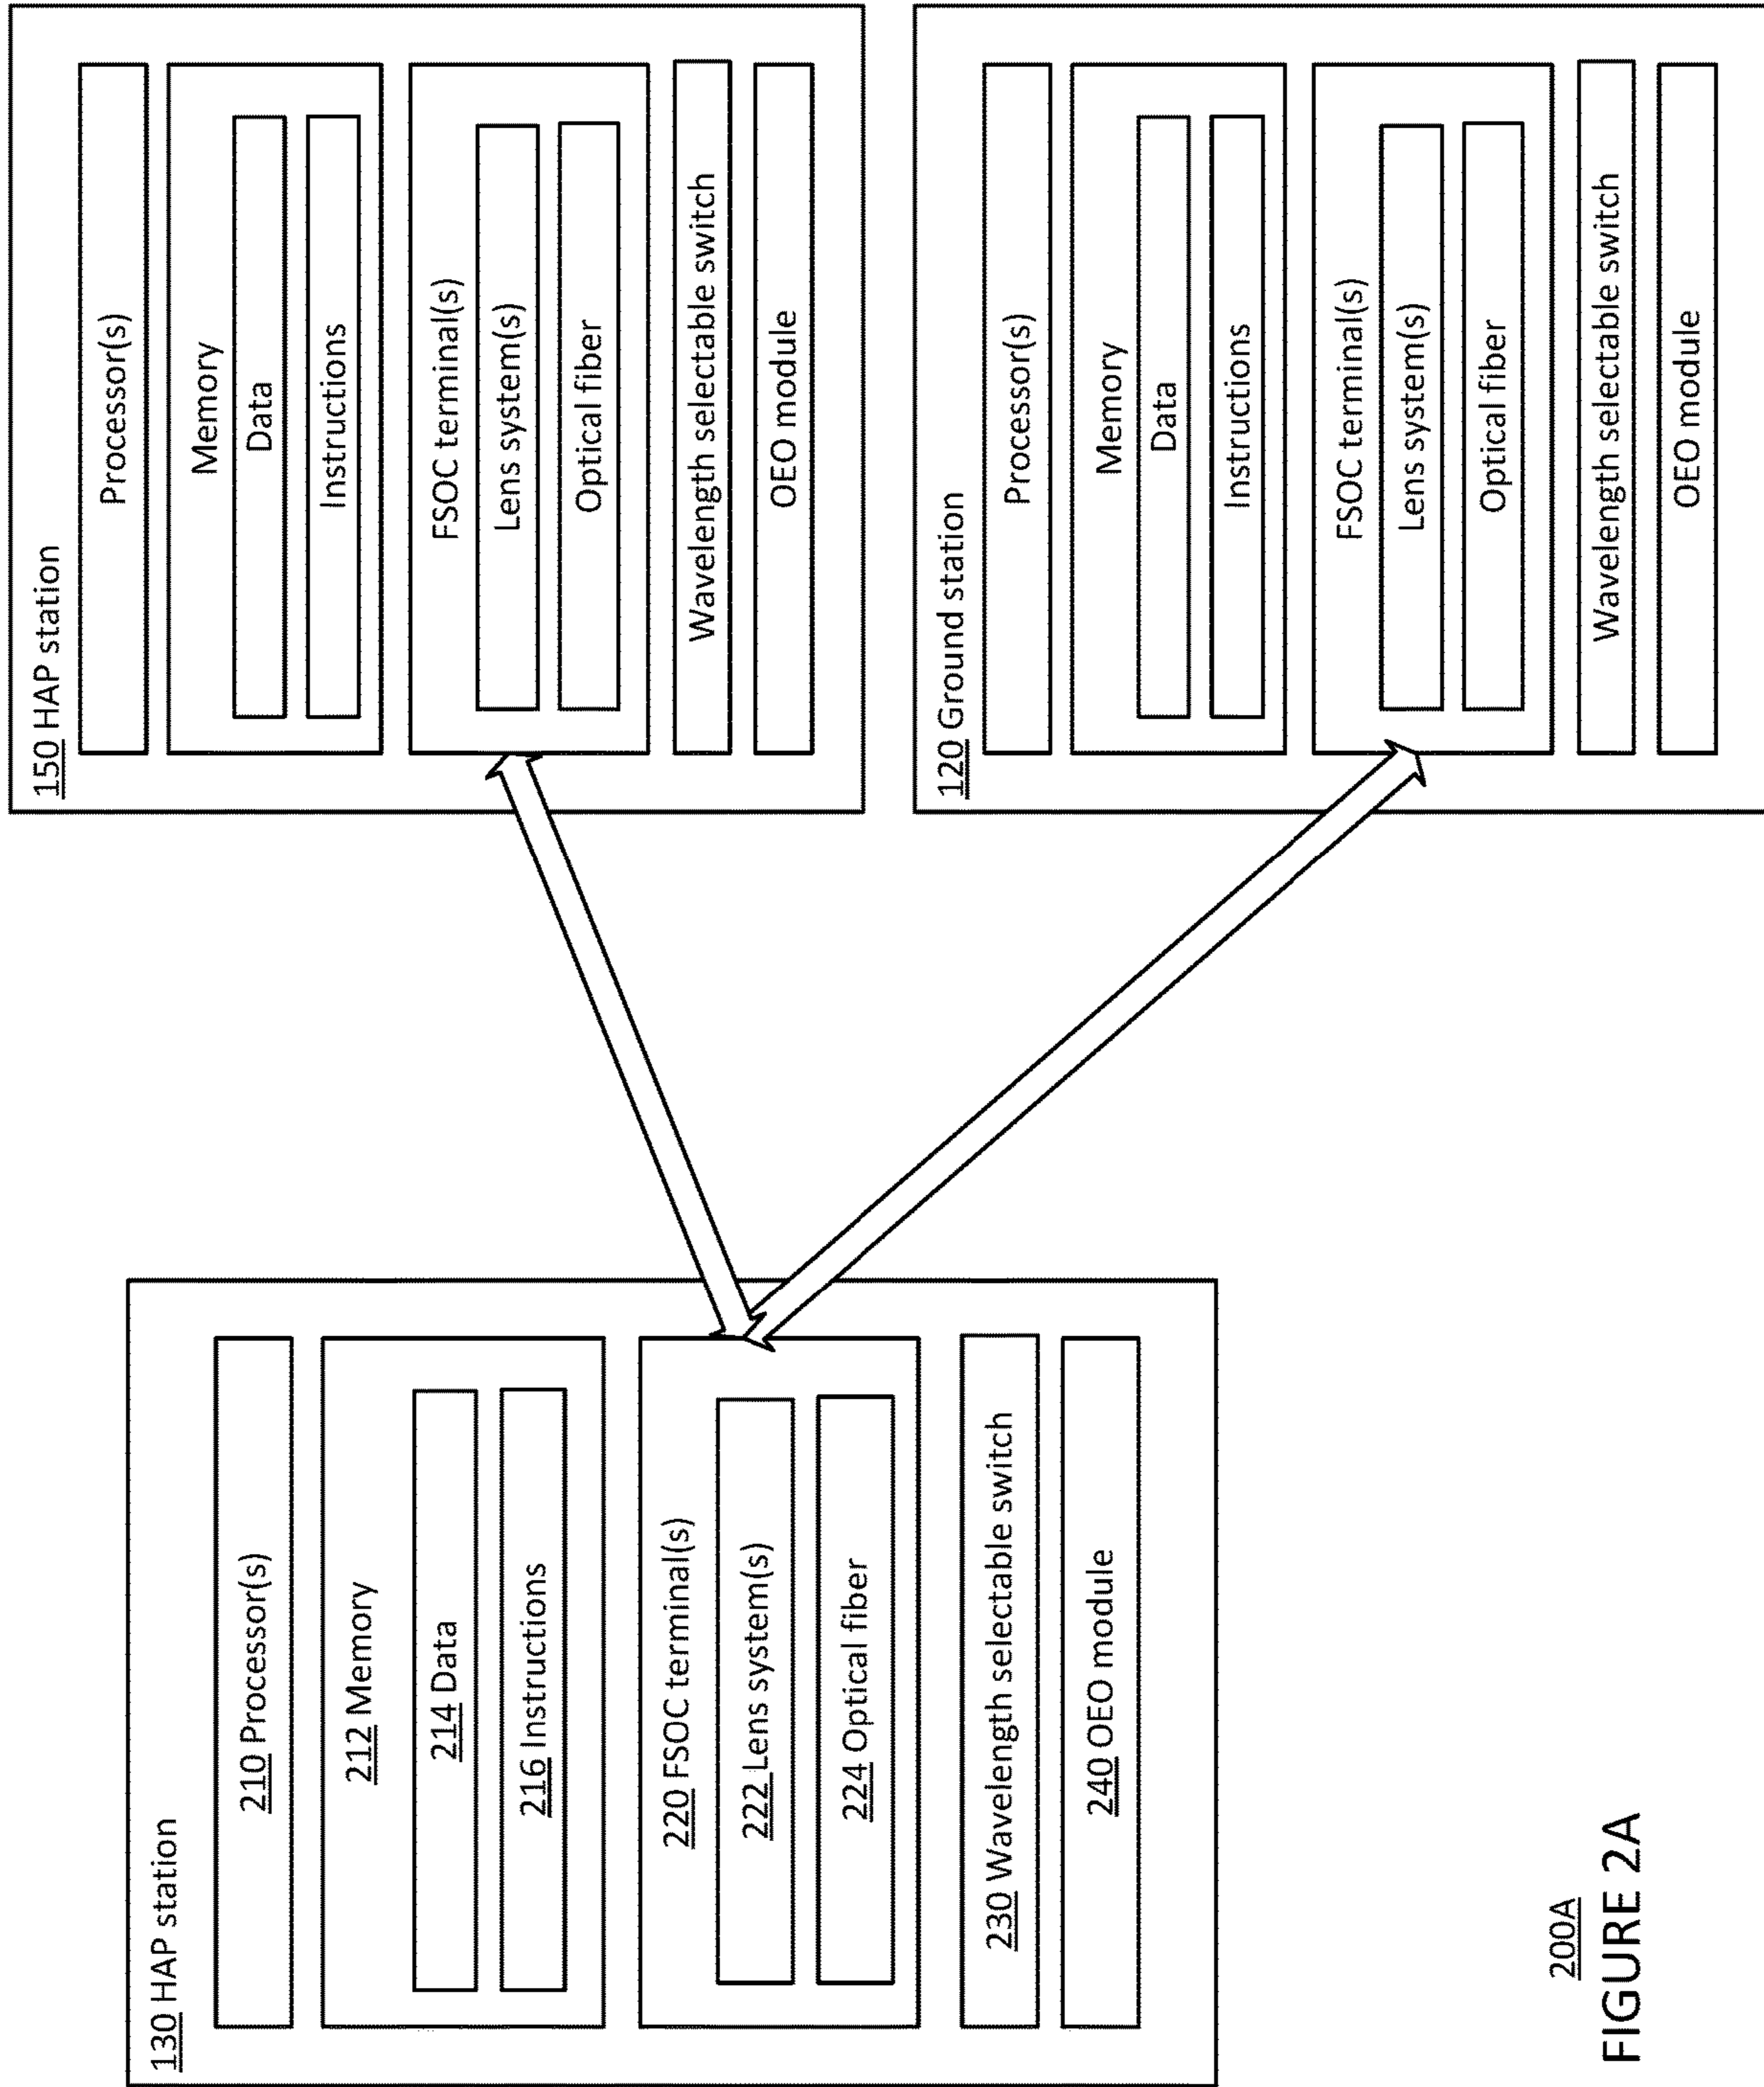 130 HAP station
210 Processor(s)
212 Memory
214 Data
216 Instructions
220 FSOC terminal(s)
222 Lens system(s)
224 Optical fiber
230 Wavelength selectable switch
240 OEO module
150 HAP station
Processor(s)
Memory
Data
Instructions
FSOC terminal(s)
Lens system(s)
Optical fiber
Wavelength selectable switch
OEO module
120 Ground station
Processor(s)
Memory
Data
Instructions
FSOC terminal(s)
Lens system(s)
Optical fiber
Wavelength selectable switch
OEO module
200A
FIGURE 2A